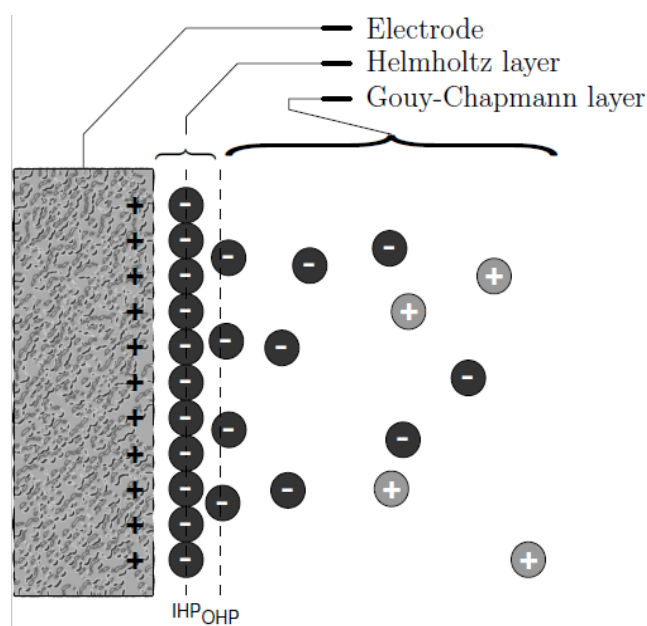 Electrode
Helmholtz layer
Gouy-Chapmann layer
+ -
+ -
+ -
+ -
+ -
+ -
+ -
+ -
+ -
+ -
+ -
- - - +
- - +
- -
- - +
- +
IHP OHP